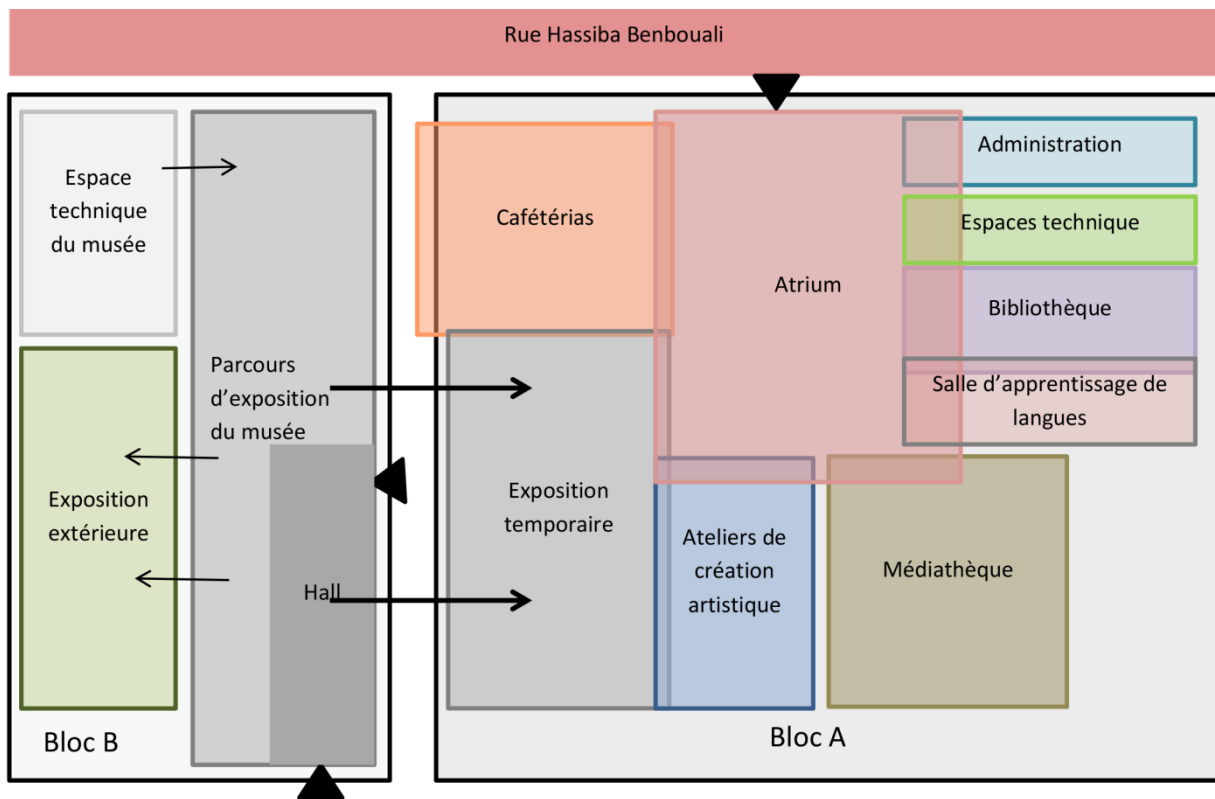 Rue Hassiba Benbouali
Espace
technique
du musée
Parcours
d’exposition
du musée
Exposition
extérieure
Hall
Bloc B
Cafétérias
Atrium
Administration
Espaces technique
Bibliothèque
Salle d’apprentissage de
langues
Exposition
temporaire
Ateliers de
création
artistique
Médiathèque
Bloc A